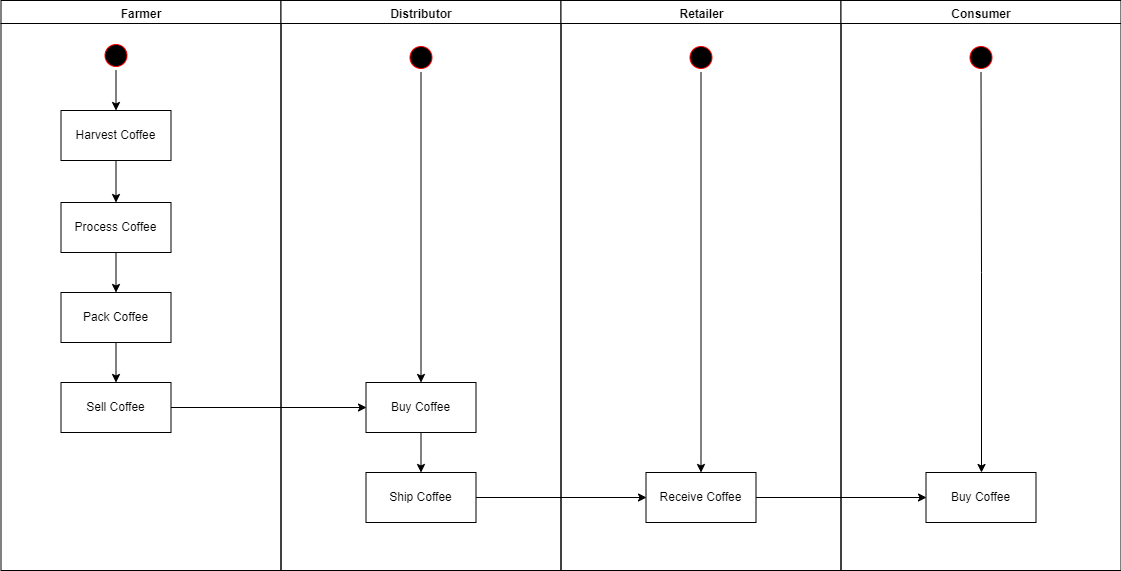 Farmer
Distributor
Retailer
Consumer
Harvest Coffee
Process Coffee
Pack Coffee
Sell Coffee
Buy Coffee
Ship Coffee
Receive Coffee
Buy Coffee